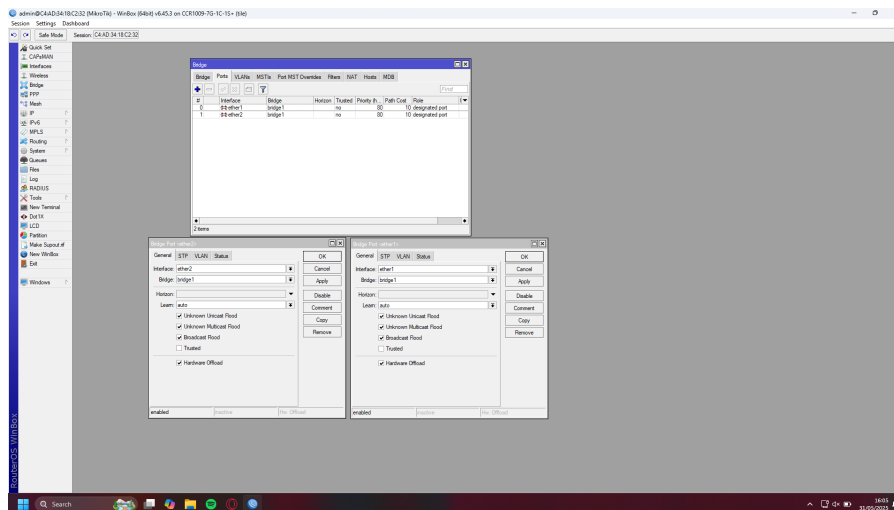 admin@C4:AD:34:18:C2:32 (MikroTik) - WinBox (64bit) v6.45.3 on CCR1009-7G-1C-1S+ (tile)
Session Settings Dashboard
Safe Mode Session: C4:AD:34:18:C2:32
Quick Set
CAPsMAN
Interfaces
Wireless
Bridge
PPP
Mesh
IP
IPv6
MPLS
Routing
System
Queues
Files
Log
RADIUS
Tools
New Terminal
Dot1X
LCD
Partition
Make Supout.rif
New WinBox
Exit
Windows
RouterOS WinBox
Bridge
Bridge Ports VLANs MSTIs Port MST Overrides Filters NAT Hosts MDB
Find
# Interface Bridge Horizon Trusted Priority (h... Path Cost Role
0 ether1 bridge1 no 80 10 designated port
1 ether2 bridge1 no 80 10 designated port
2 items
Bridge Port <ether2>
General STP VLAN Status
Interface: ether2
Bridge: bridge1
Horizon:
Learn: auto
Unknown Unicast Flood
Unknown Multicast Flood
Broadcast Flood
Trusted
Hardware Offload
OK
Cancel
Apply
Disable
Comment
Copy
Remove
enabled inactive Hw. Offload
Bridge Port <ether1>
General STP VLAN Status
Interface: ether1
Bridge: bridge1
Horizon:
Learn: auto
Unknown Unicast Flood
Unknown Multicast Flood
Broadcast Flood
Trusted
Hardware Offload
OK
Cancel
Apply
Disable
Comment
Copy
Remove
enabled inactive Hw. Offload
Search
16:05
31/05/2025